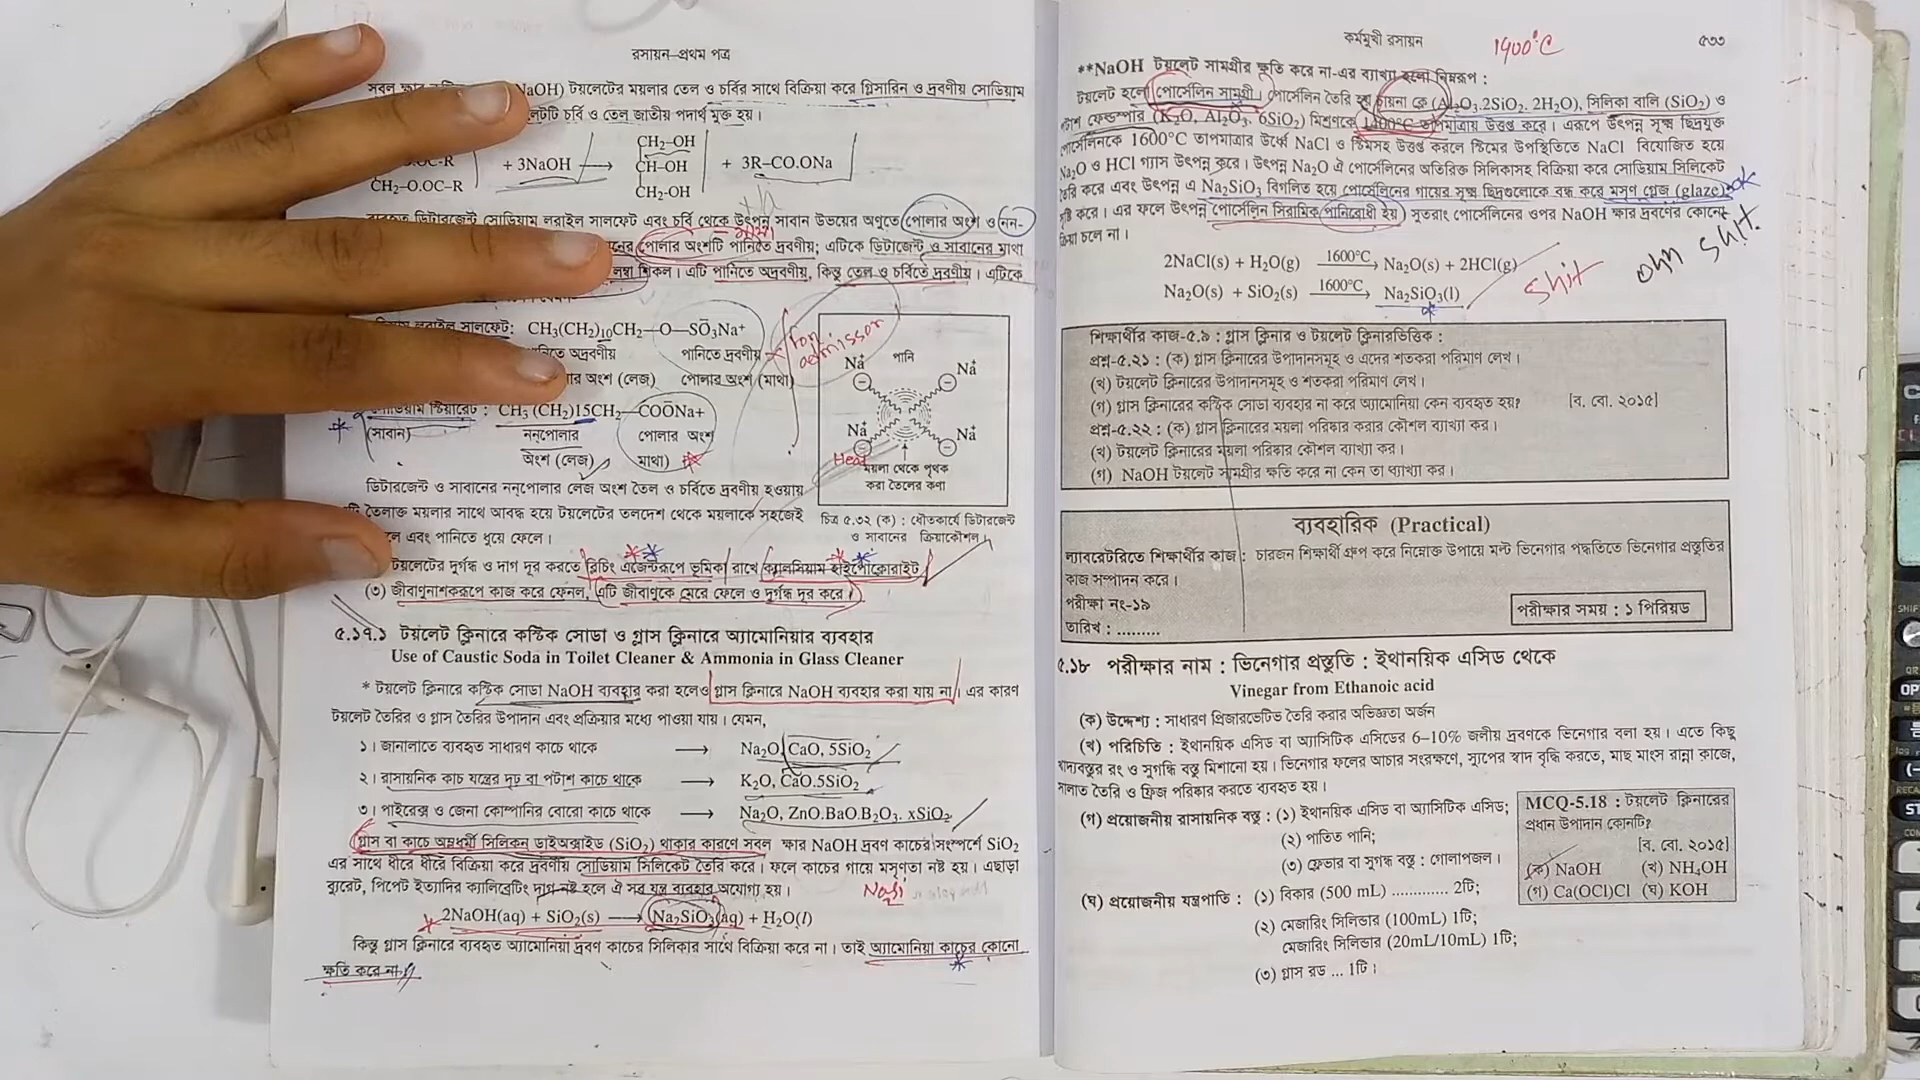 রসায়ন–প্রথম পত্র
NaOH) টয়লেটের ময়লার তেল ও চর্বির সাথে বিক্রিয়া করে গ্লিসারিন ও দ্রবণীয় সোডিয়াম
চর্বি ও তেল জাতীয় পদার্থ মুক্ত হয়।
CH₂–OH
O.OC-R + 3NaOH ⟶ CH–OH + 3R–CO.ONa
CH₂–O.OC–R CH₂–OH
ডিটারজেন্ট সোডিয়াম লরাইল সালফেট এবং চর্বি থেকে উৎপন্ন সাবান উভয়ের অণুতে পোলার অংশ ও নন-
পোলার অংশটি পানিতে দ্রবণীয়; এটিকে ডিটার্জেন্ট ও সাবানের মাথা
লম্বা শিকল। এটি পানিতে অদ্রবণীয়, কিন্তু তেল ও চর্বিতে দ্রবণীয়। এটিকে
লরাইল সালফেট: CH₃(CH₂)₁₀CH₂–O–SŌ₃Na⁺
অদ্রবণীয় পানিতে দ্রবণীয়
অংশ (লেজ) পোলার অংশ (মাথা)
For admission
সোডিয়াম স্টিয়ারেট : CH₃ (CH₂)15CH₂–COŌNa+
(সাবান) ননপোলার পোলার অংশ
অংশ (লেজ) মাথা)
পানি
Na⁺ Na⁺
Na⁺ Na⁺
Head
ময়লা থেকে পৃথক
করা তৈলের কণা
চিত্র ৫.৩২ (ক) : ধৌতকার্যে ডিটারজেন্ট
ও সাবানের ক্রিয়াকৌশল।
ডিটারজেন্ট ও সাবানের ননপোলার লেজ অংশ তৈল ও চর্বিতে দ্রবণীয় হওয়ায়
তৈলাক্ত ময়লার সাথে আবদ্ধ হয়ে টয়লেটের তলদেশ থেকে ময়লাকে সহজেই
এবং পানিতে ধুয়ে ফেলে।
টয়লেটের দুর্গন্ধ ও দাগ দূর করতে ব্লিচিং এজেন্টরূপে ভূমিকা রাখে ক্যালসিয়াম হাইপোক্লোরাইট
(৩) জীবাণুনাশকরূপে কাজ করে ফেনল, এটি জীবাণুকে মেরে ফেলে ও দুর্গন্ধ দূর করে।
৫.১৭.১ টয়লেট ক্লিনারে কস্টিক সোডা ও গ্লাস ক্লিনারে অ্যামোনিয়ার ব্যবহার
Use of Caustic Soda in Toilet Cleaner & Ammonia in Glass Cleaner
* টয়লেট ক্লিনারে কস্টিক সোডা NaOH ব্যবহার করা হলেও গ্লাস ক্লিনারে NaOH ব্যবহার করা যায় না। এর কারণ
টয়লেট তৈরির ও গ্লাস তৈরির উপাদান এবং প্রক্রিয়ার মধ্যে পাওয়া যায়। যেমন,
১। জানালাতে ব্যবহৃত সাধারণ কাচে থাকে ⟶ Na₂O, CaO, 5SiO₂
২। রাসায়নিক কাচ যন্ত্রের দৃঢ় বা পটাশ কাচে থাকে ⟶ K₂O, CaO.5SiO₂
৩। পাইরেক্স ও জেনা কোম্পানির বোরো কাচে থাকে ⟶ Na₂O, ZnO.BaO.B₂O₃. xSiO₂
গ্লাস বা কাচে অম্লধর্মী সিলিকন ডাইঅক্সাইড (SiO₂) থাকার কারণে সবল ক্ষার NaOH দ্রবণ কাচের সংস্পর্শে SiO₂
এর সাথে ধীরে ধীরে বিক্রিয়া করে দ্রবণীয় সোডিয়াম সিলিকেট তৈরি করে। ফলে কাচের গায়ে মসৃণতা নষ্ট হয়। এছাড়া
ব্যুরেট, পিপেট ইত্যাদির ক্যালিব্রেটিং দাগ নষ্ট হলে ঐ সব যন্ত্র ব্যবহার অযোগ্য হয়।
2NaOH(aq) + SiO₂(s) ⟶ Na₂SiO₃(aq) + H₂O(l)
কিন্তু গ্লাস ক্লিনারে ব্যবহৃত অ্যামোনিয়া দ্রবণ কাচের সিলিকার সাথে বিক্রিয়া করে না। তাই অ্যামোনিয়া কাচের কোনো
ক্ষতি করে না।
কর্মমুখী রসায়ন
1400°C
৫৩৩
**NaOH টয়লেট সামগ্রীর ক্ষতি করে না-এর ব্যাখ্যা হলো নিম্নরূপ :
টয়লেট হলো পোর্সেলিন সামগ্রী। পোর্সেলিন তৈরি হয় চায়না ক্লে (Al₂O₃.2SiO₂. 2H₂O), সিলিকা বালি (SiO₂) ও
পটাশ ফেল্ডস্পার (K₂O, Al₂O₃, 6SiO₂) মিশ্রণকে 1400°C তাপমাত্রায় উত্তপ্ত করে। এরূপে উৎপন্ন সূক্ষ্ম ছিদ্রযুক্ত
পোর্সেলিনকে 1600°C তাপমাত্রার উর্ধ্বে NaCl ও স্টিমসহ উত্তপ্ত করলে স্টিমের উপস্থিতিতে NaCl বিযোজিত হয়ে
Na₂O ও HCl গ্যাস উৎপন্ন করে। উৎপন্ন Na₂O ঐ পোর্সেলিনের অতিরিক্ত সিলিকাসহ বিক্রিয়া করে সোডিয়াম সিলিকেট
তৈরি করে এবং উৎপন্ন এ Na₂SiO₃ বিগলিত হয়ে পোর্সেলিনের গায়ের সূক্ষ্ম ছিদ্রগুলোকে বন্ধ করে মসৃণ গ্লেজ (glaze)
সৃষ্টি করে। এর ফলে উৎপন্ন পোর্সেলিন সিরামিক পানিরোধী হয়। সুতরাং পোর্সেলিনের ওপর NaOH ক্ষার দ্রবণের কোনো
ক্রিয়া চলে না।
2NaCl(s) + H₂O(g) 1600°C⟶ Na₂O(s) + 2HCl(g)
Na₂O(s) + SiO₂(s) 1600°C⟶ Na₂SiO₃(l)
Shit
ohh shit.
শিক্ষার্থীর কাজ-৫.৯ : গ্লাস ক্লিনার ও টয়লেট ক্লিনারভিত্তিক :
প্রশ্ন-৫.২১ : (ক) গ্লাস ক্লিনারের উপাদানসমূহ ও এদের শতকরা পরিমাণ লেখ।
(খ) টয়লেট ক্লিনারের উপাদানসমূহ ও শতকরা পরিমাণ লেখ।
(গ) গ্লাস ক্লিনারের কস্টিক সোডা ব্যবহার না করে অ্যামোনিয়া কেন ব্যবহৃত হয়? [ব. বো. ২০১৫]
প্রশ্ন-৫.২২ : (ক) গ্লাস ক্লিনারের ময়লা পরিষ্কার করার কৌশল ব্যাখ্যা কর।
(খ) টয়লেট ক্লিনারের ময়লা পরিষ্কার কৌশল ব্যাখ্যা কর।
(গ) NaOH টয়লেট সামগ্রীর ক্ষতি করে না কেন তা ব্যাখ্যা কর।
ব্যবহারিক (Practical)
ল্যাবরেটরিতে শিক্ষার্থীর কাজ : চারজন শিক্ষার্থী গ্রুপ করে নিম্নোক্ত উপায়ে মল্ট ভিনেগার পদ্ধতিতে ভিনেগার প্রস্তুতির
কাজ সম্পাদন করে।
পরীক্ষা নং-১৯
তারিখ : .........
পরীক্ষার সময় : ১ পিরিয়ড
৫.১৮ পরীক্ষার নাম : ভিনেগার প্রস্তুতি : ইথানয়িক এসিড থেকে
Vinegar from Ethanoic acid
(ক) উদ্দেশ্য : সাধারণ প্রিজারভেটিভ তৈরি করার অভিজ্ঞতা অর্জন
(খ) পরিচিতি : ইথানয়িক এসিড বা অ্যাসিটিক এসিডের 6–10% জলীয় দ্রবণকে ভিনেগার বলা হয়। এতে কিছু
খাদ্যবস্তুর রং ও সুগন্ধি বস্তু মিশানো হয়। ভিনেগার ফলের আচার সংরক্ষণে, স্যুপের স্বাদ বৃদ্ধি করতে, মাছ মাংস রান্না কাজে,
সালাত তৈরি ও ফ্রিজ পরিষ্কার করতে ব্যবহৃত হয়।
(গ) প্রয়োজনীয় রাসায়নিক বস্তু : (১) ইথানয়িক এসিড বা অ্যাসিটিক এসিড;
(২) পাতিত পানি;
(৩) ফ্লেভার বা সুগন্ধ বস্তু : গোলাপজল।
(ঘ) প্রয়োজনীয় যন্ত্রপাতি : (১) বিকার (500 mL) ............. 2টি;
(২) মেজারিং সিলিন্ডার (100mL) 1টি;
মেজারিং সিলিন্ডার (20mL/10mL) 1টি;
(৩) গ্লাস রড ... 1টি।
MCQ-5.18 : টয়লেট ক্লিনারের
প্রধান উপাদান কোনটি?
[ব. বো. ২০১৫]
(ক) NaOH (খ) NH₄OH
(গ) Ca(OCl)Cl (ঘ) KOH